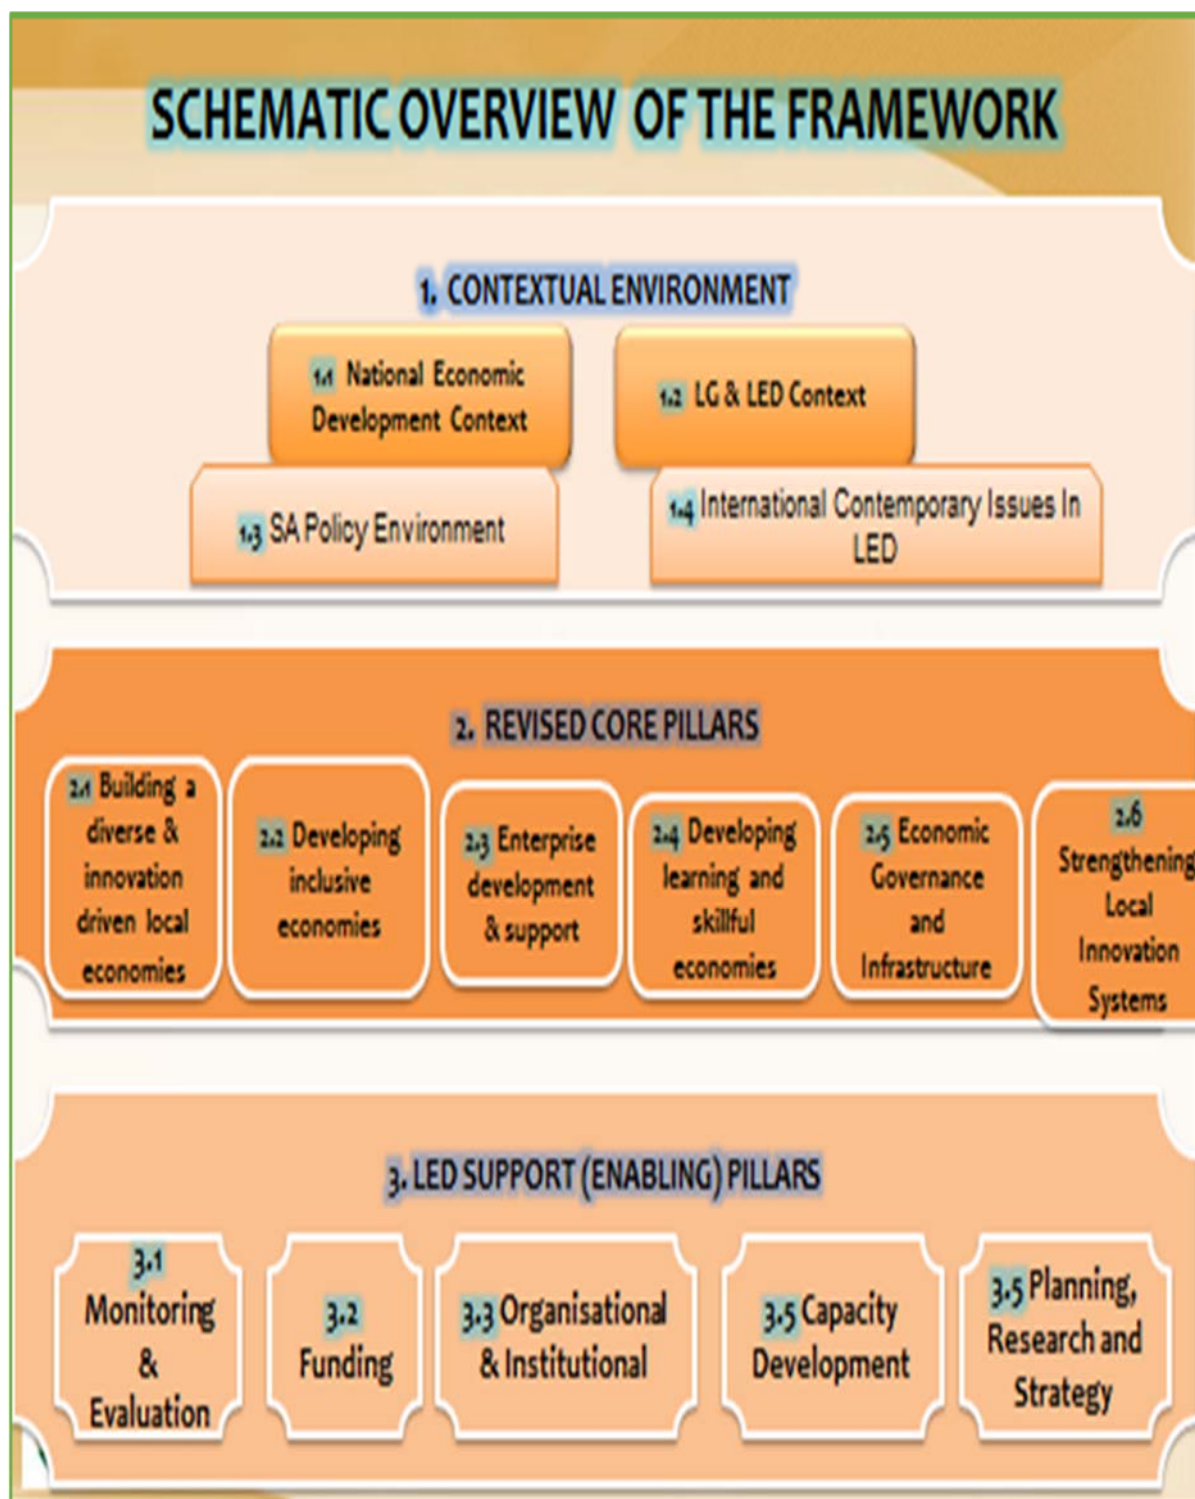 SCHEMATIC OVERVIEW OF THE FRAMEWORK
1. CONTEXTUAL ENVIRONMENT
1.1 National Economic
Development Context
1.2 LG & LED Context
1.3 SA Policy Environment
1.4 International Contemporary Issues In
LED
2. REVISED CORE PILLARS
2.1 Building a
diverse &
innovation
driven local
economies
2.2 Developing
inclusive
economies
2.3 Enterprise
development
& support
2.4 Developing
learning and
skillful
economies
2.5 Economic
Governance
and
Infrastructure
2.6
Strengthening
Local
Innovation
Systems
3. LED SUPPORT (ENABLING) PILLARS
3.1
Monitoring
&
Evaluation
3.2
Funding
3.3 Organisational
& Institutional
3.5 Capacity
Development
3.5 Planning,
Research and
Strategy